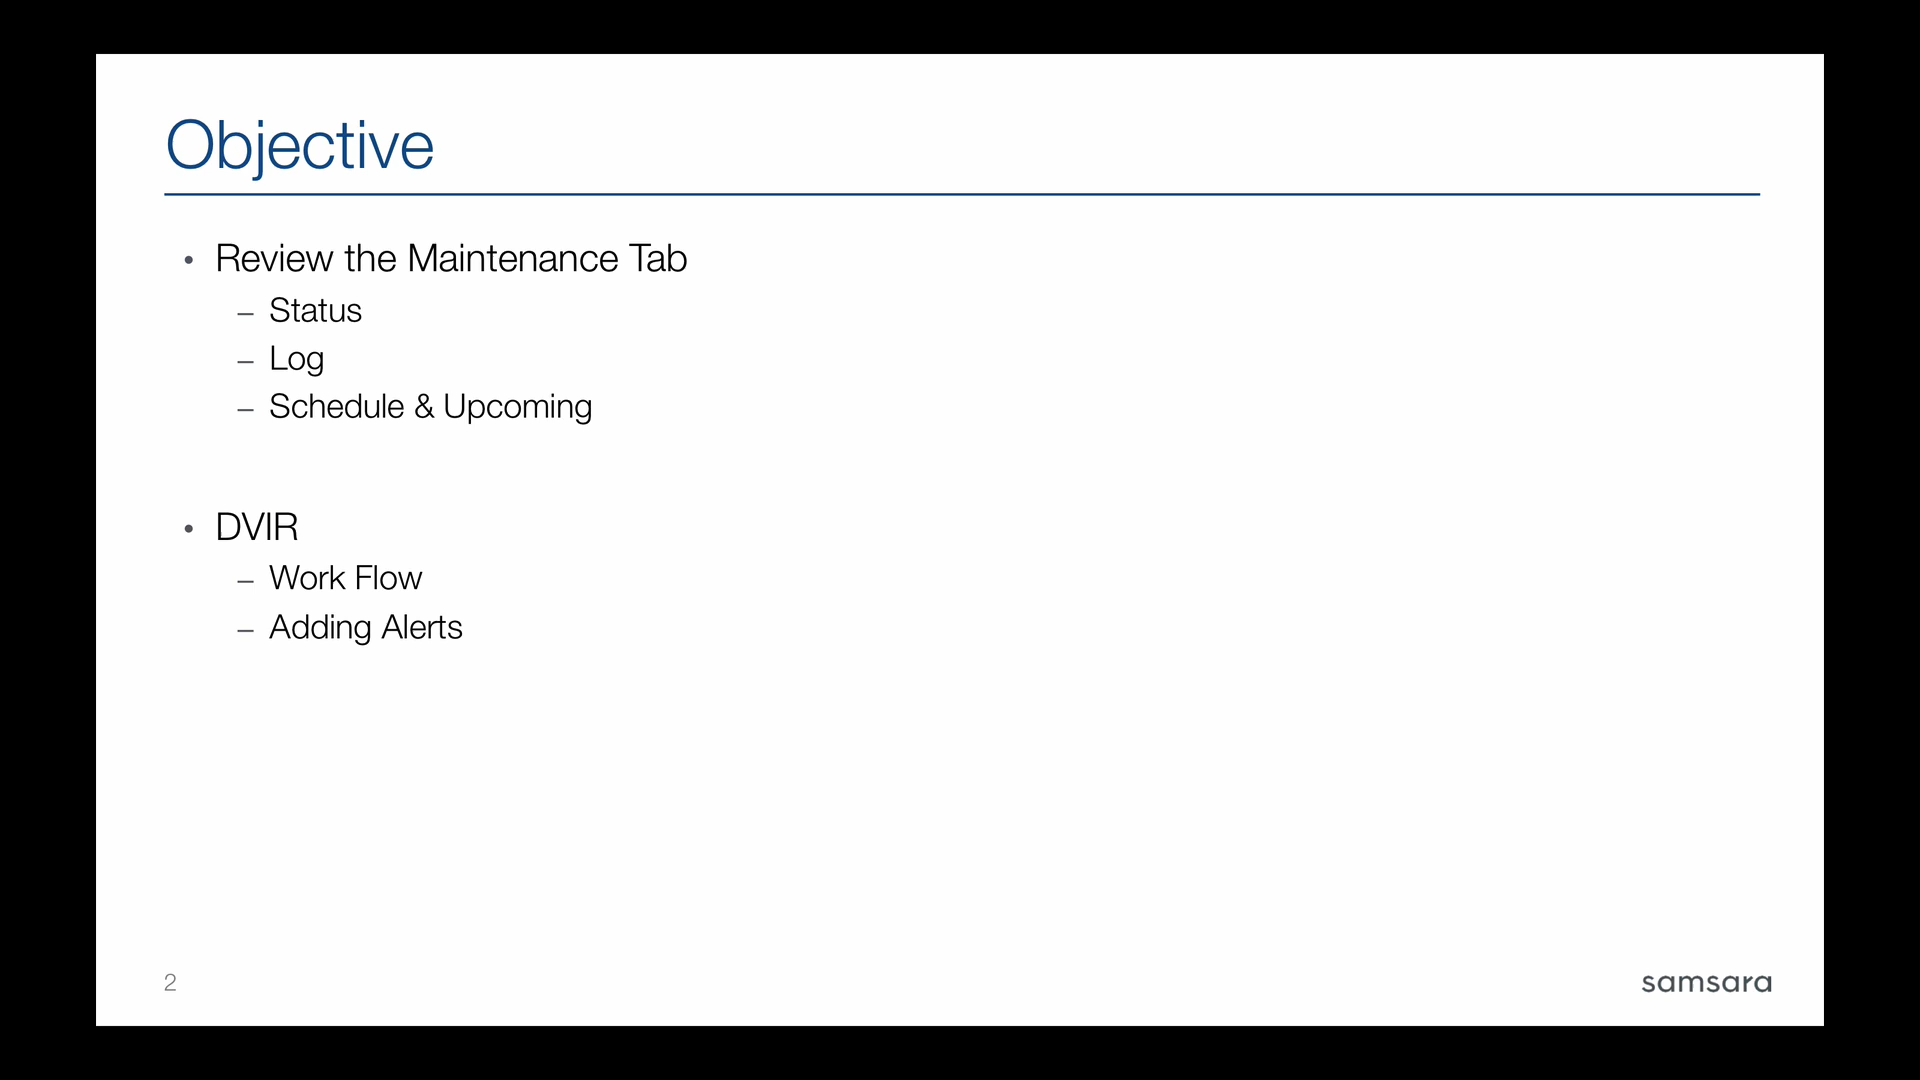 Objective
• Review the Maintenance Tab
– Status
– Log
– Schedule & Upcoming
• DVIR
– Work Flow
– Adding Alerts
2
samsara